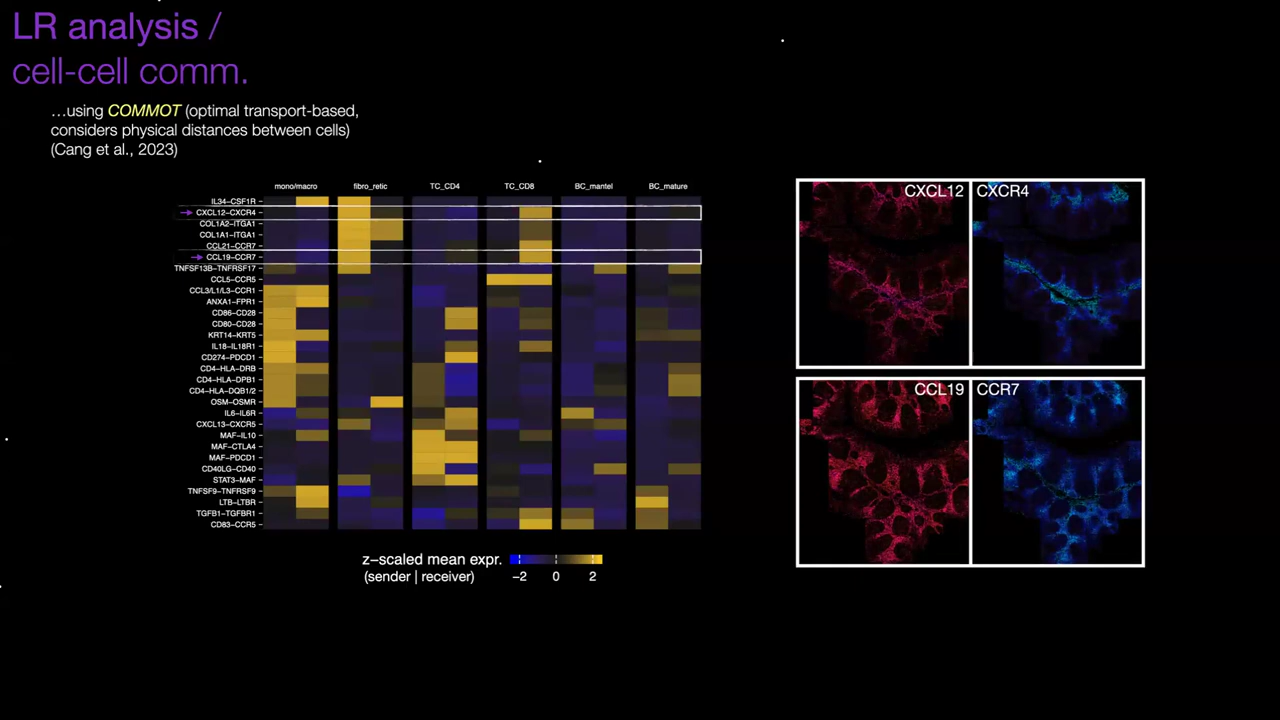 LR analysis /
cell-cell comm.
…using COMMOT (optimal transport-based,
considers physical distances between cells)
(Cang et al., 2023)
mono/macro fibro_retic TC_CD4 TC_CD8 BC_mantel BC_mature
IL34−CSF1R
CXCL12−CXCR4
COL1A2−ITGA1
COL1A1−ITGA1
CCL21−CCR7
CCL19−CCR7
TNFSF13B−TNFRSF17
CCL5−CCR5
CCL3/L1/L3−CCR1
ANXA1−FPR1
CD86−CD28
CD80−CD28
KRT14−KRT5
IL18−IL18R1
CD274−PDCD1
CD4−HLA−DRB
CD4−HLA−DPB1
CD4−HLA−DQB1/2
OSM−OSMR
IL6−IL6R
CXCL13−CXCR5
MAF−IL10
MAF−CTLA4
MAF−PDCD1
CD40LG−CD40
STAT3−MAF
TNFSF9−TNFRSF9
LTB−LTBR
TGFB1−TGFBR1
CD83−CCR5
z−scaled mean expr.
(sender | receiver)
−2 0 2
CXCL12 CXCR4
CCL19 CCR7